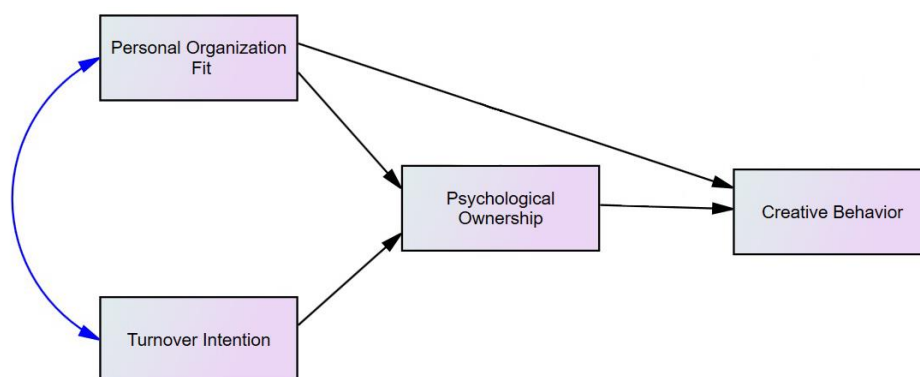 Personal Organization
Fit
Psychological
Ownership
Creative Behavior
Turnover Intention